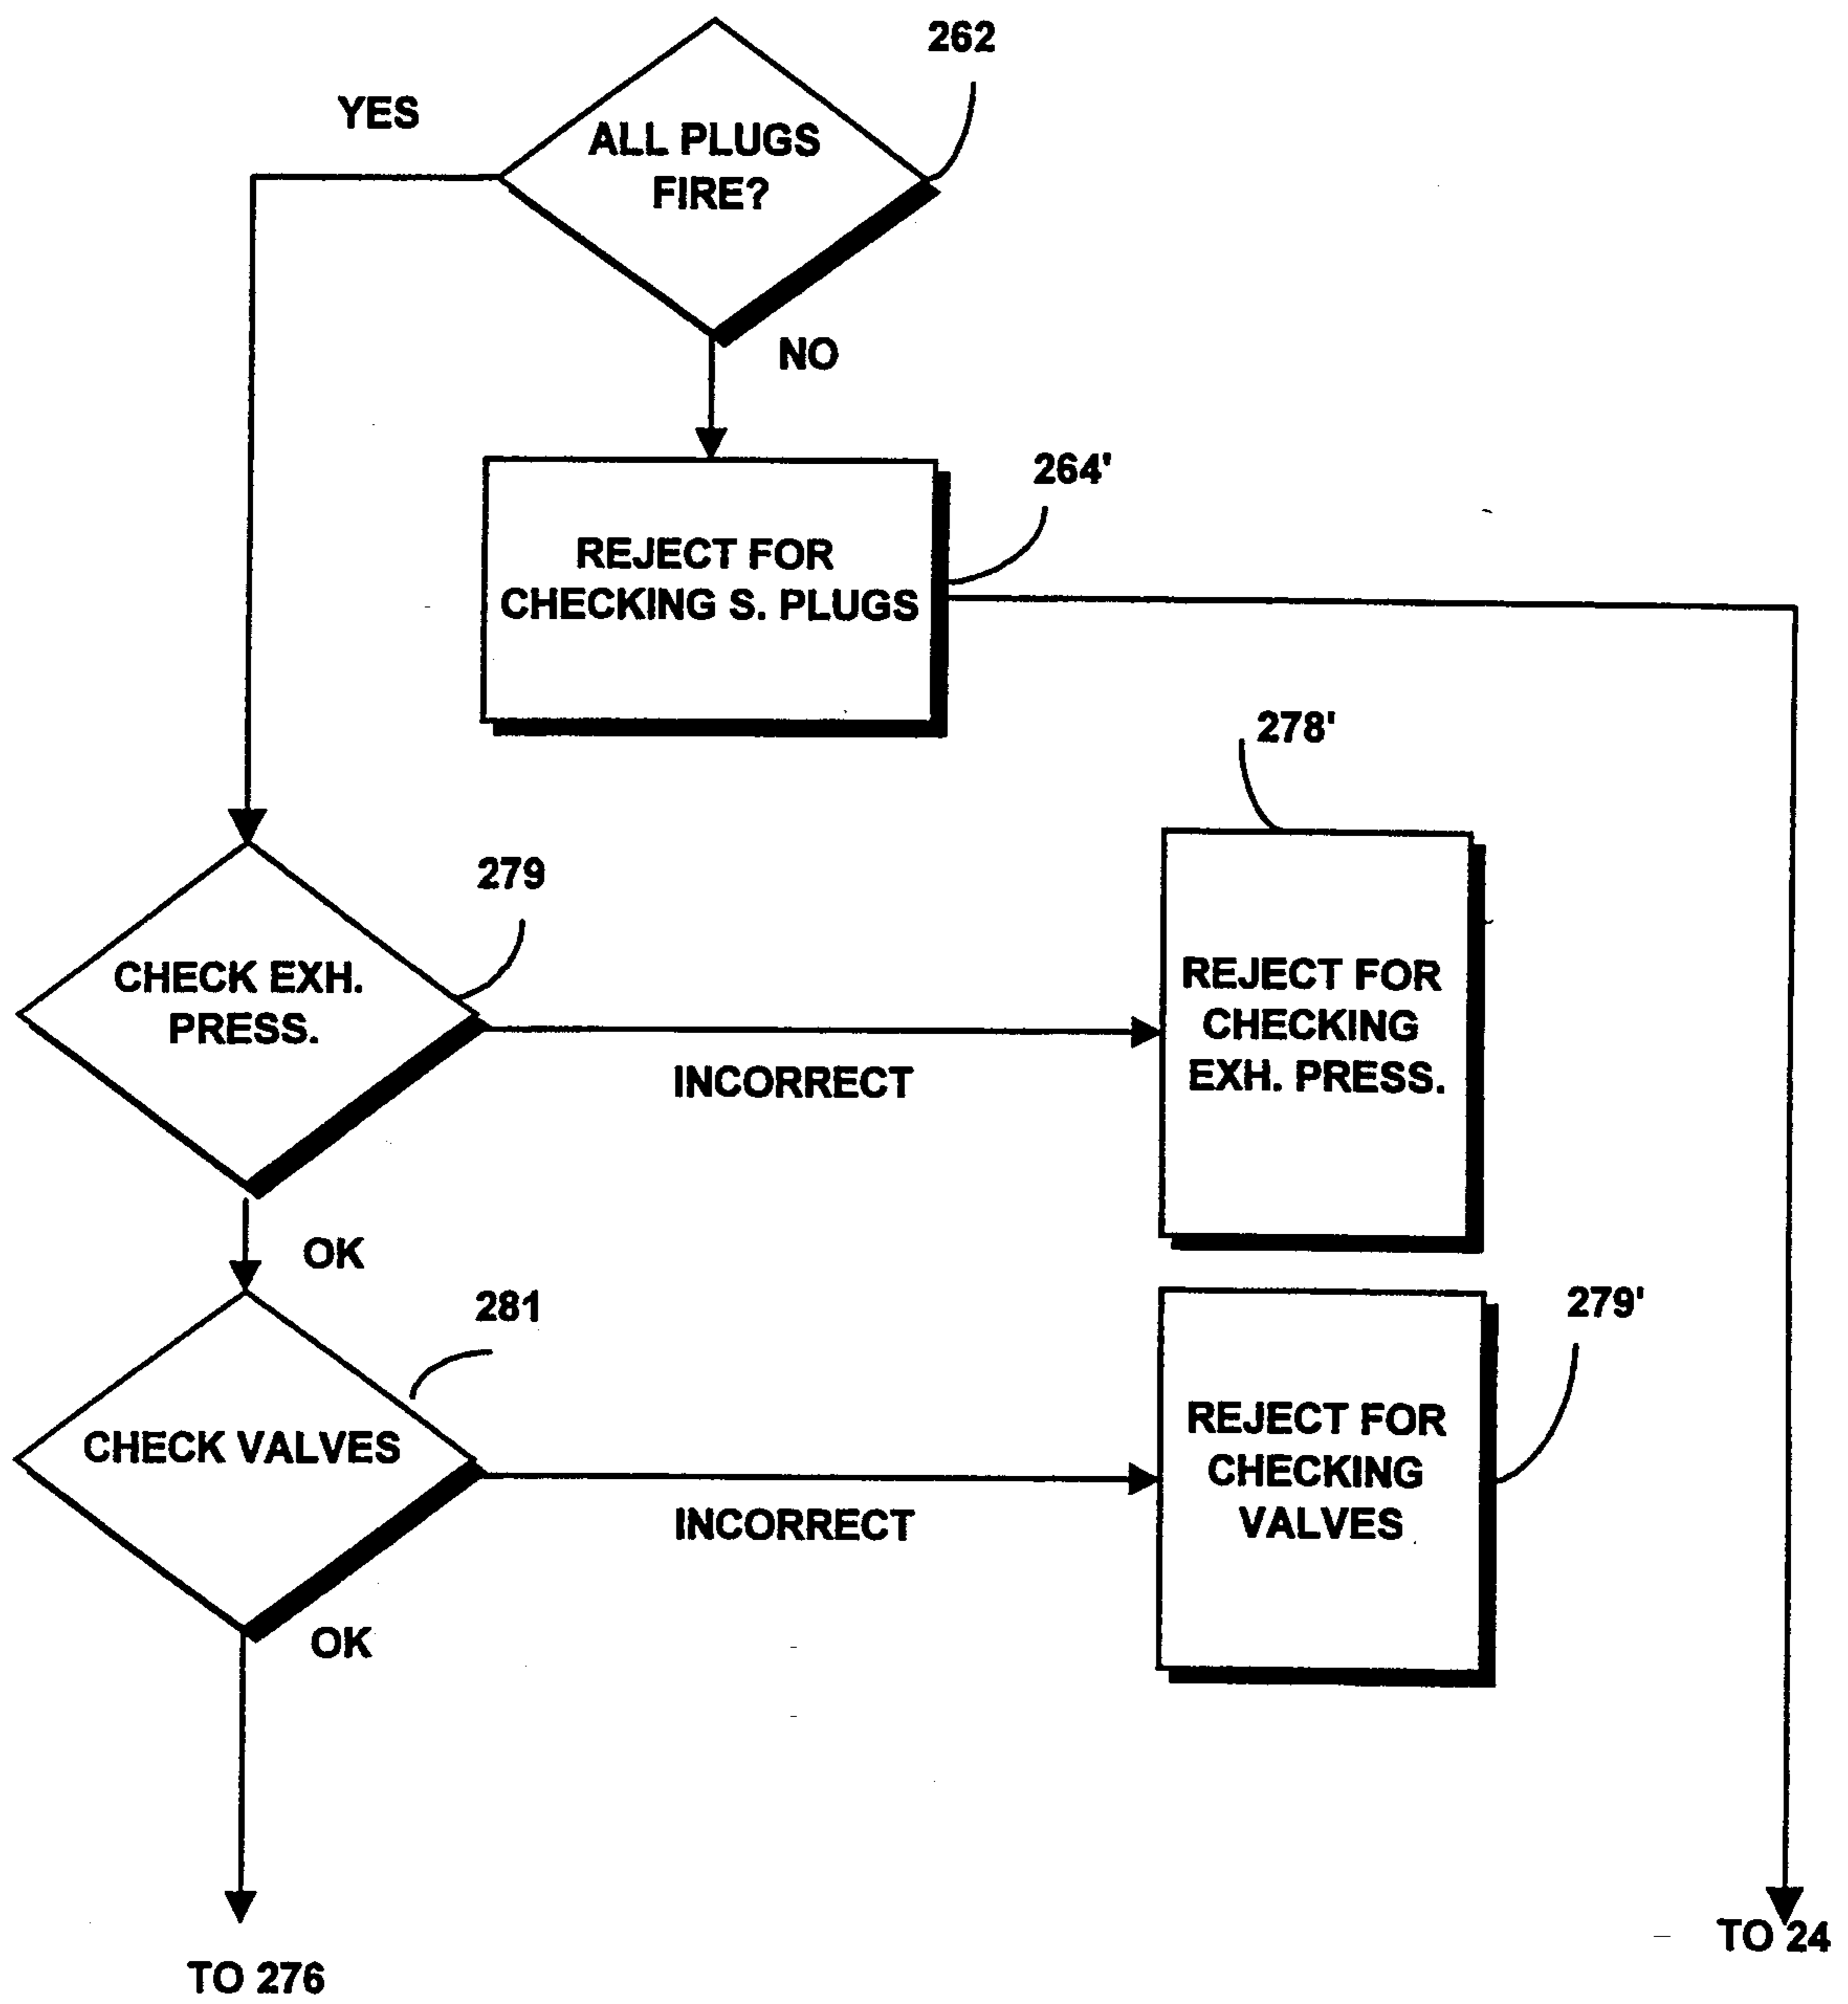 262
YES
ALL PLUGS
FIRE?
NO
264'
REJECT FOR
CHECKING S. PLUGS
278'
279
CHECK EXH.
PRESS.
REJECT FOR
CHECKING
EXH. PRESS.
INCORRECT
OK
281
279'
CHECK VALVES
REJECT FOR
CHECKING
VALVES
INCORRECT
OK
TO 24
TO 276